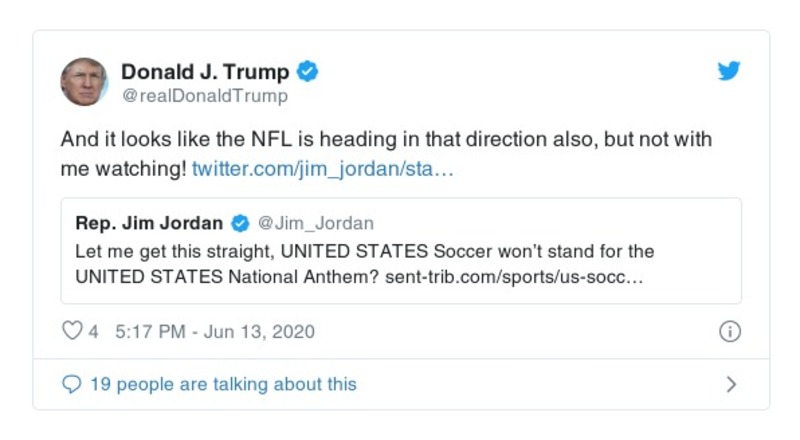 Donald J. Trump
@realDonaldTrump
And it looks like the NFL is heading in that direction also, but not with
me watching! twitter.com/jim_jordan/sta…
Rep. Jim Jordan @Jim_Jordan
Let me get this straight, UNITED STATES Soccer won't stand for the
UNITED STATES National Anthem? sent-trib.com/sports/us-socc…
4 5:17 PM - Jun 13, 2020
19 people are talking about this